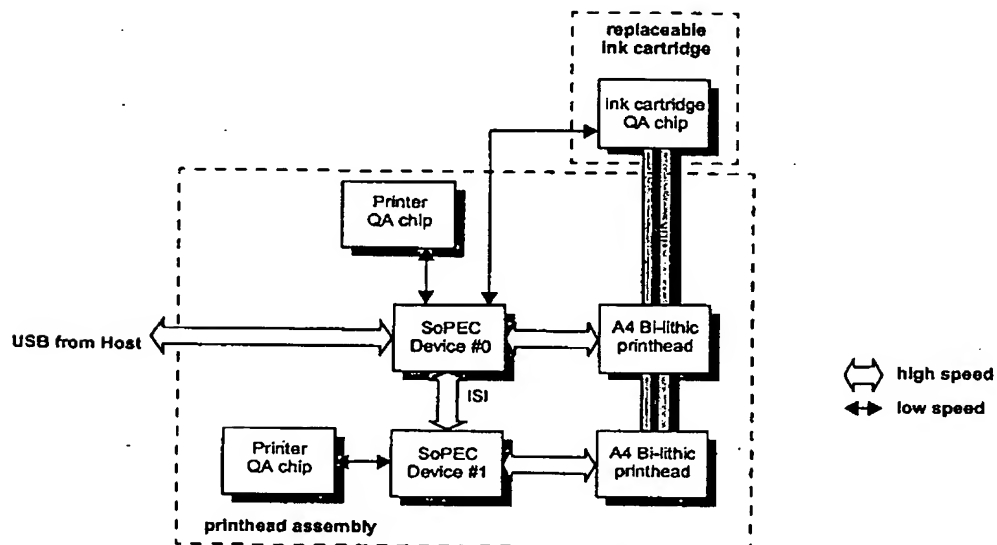 replaceable
ink cartridge
ink cartridge
QA chip
Printer
QA chip
USB from Host
SoPEC
Device #0
A4 Bi-lithic
printhead
high speed
low speed
ISI
Printer
QA chip
SoPEC
Device #1
A4 Bi-lithic
printhead
printhead assembly